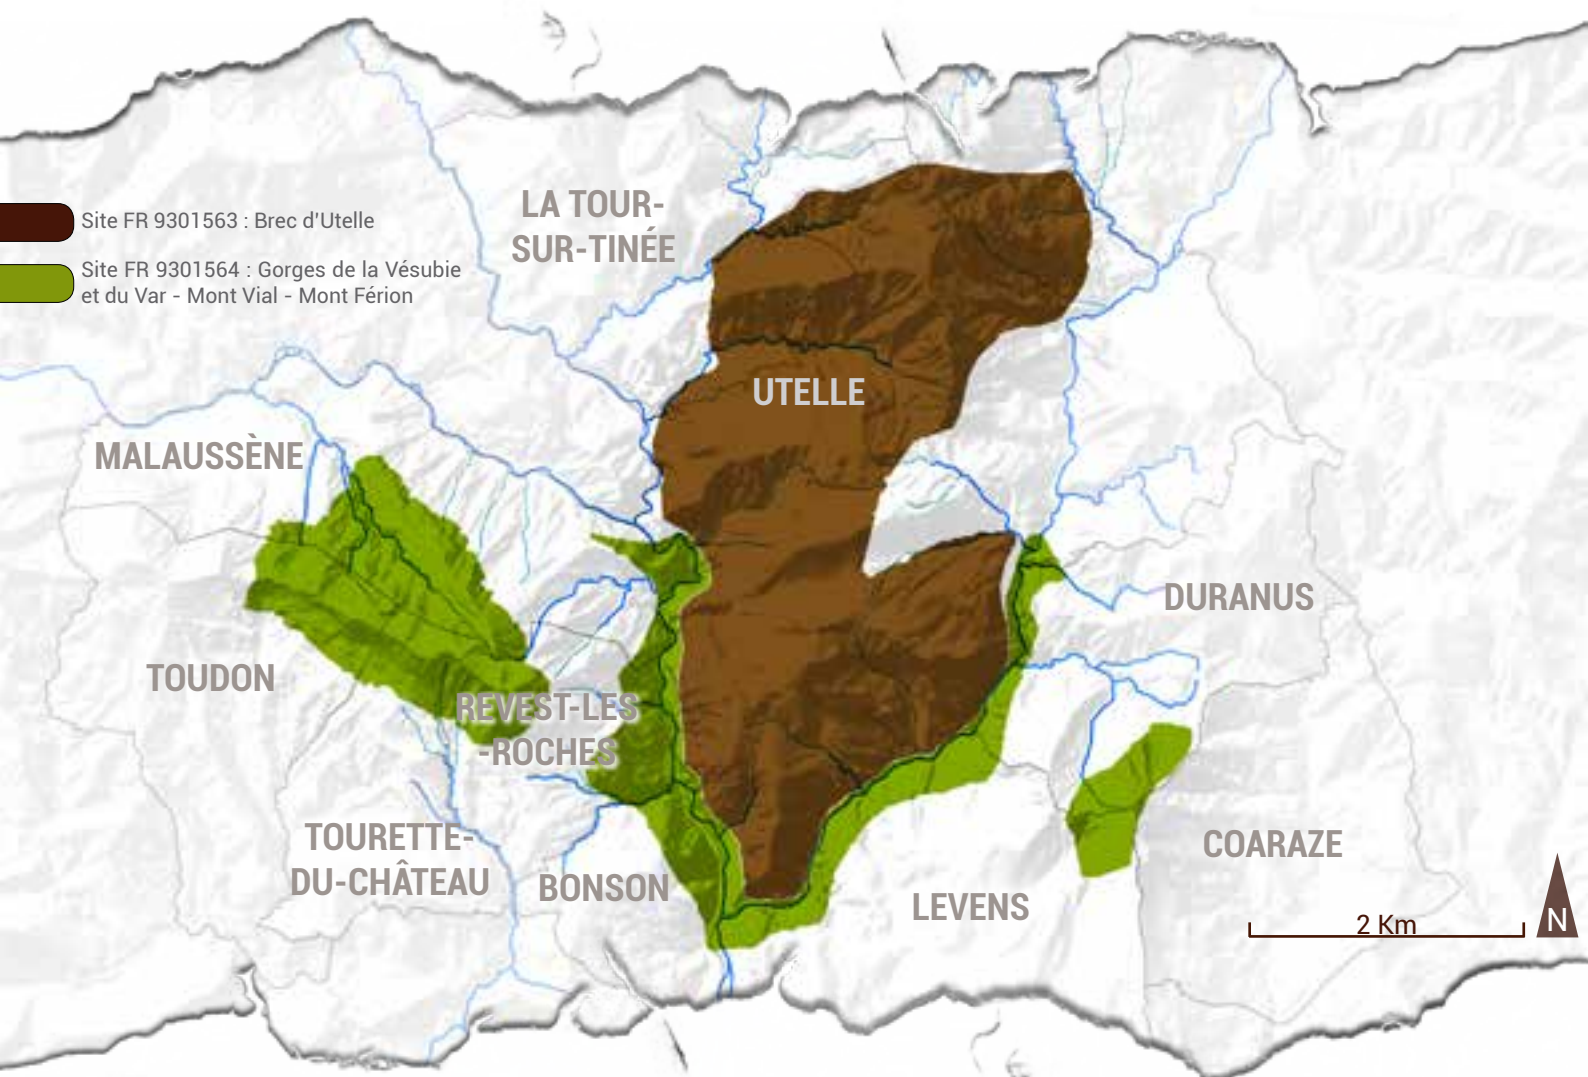 Site FR 9301563 : Brec d'Utelle
Site FR 9301564 : Gorges de la Vésubie
et du Var - Mont Vial - Mont Férion
LA TOUR-
SUR-TINÉE
UTELLE
MALAUSSÈNE
DURANUS
TOUDON
REVEST-LES
-ROCHES
TOURETTE-
DU-CHÂTEAU
BONSON
LEVENS
COARAZE
2 Km
N